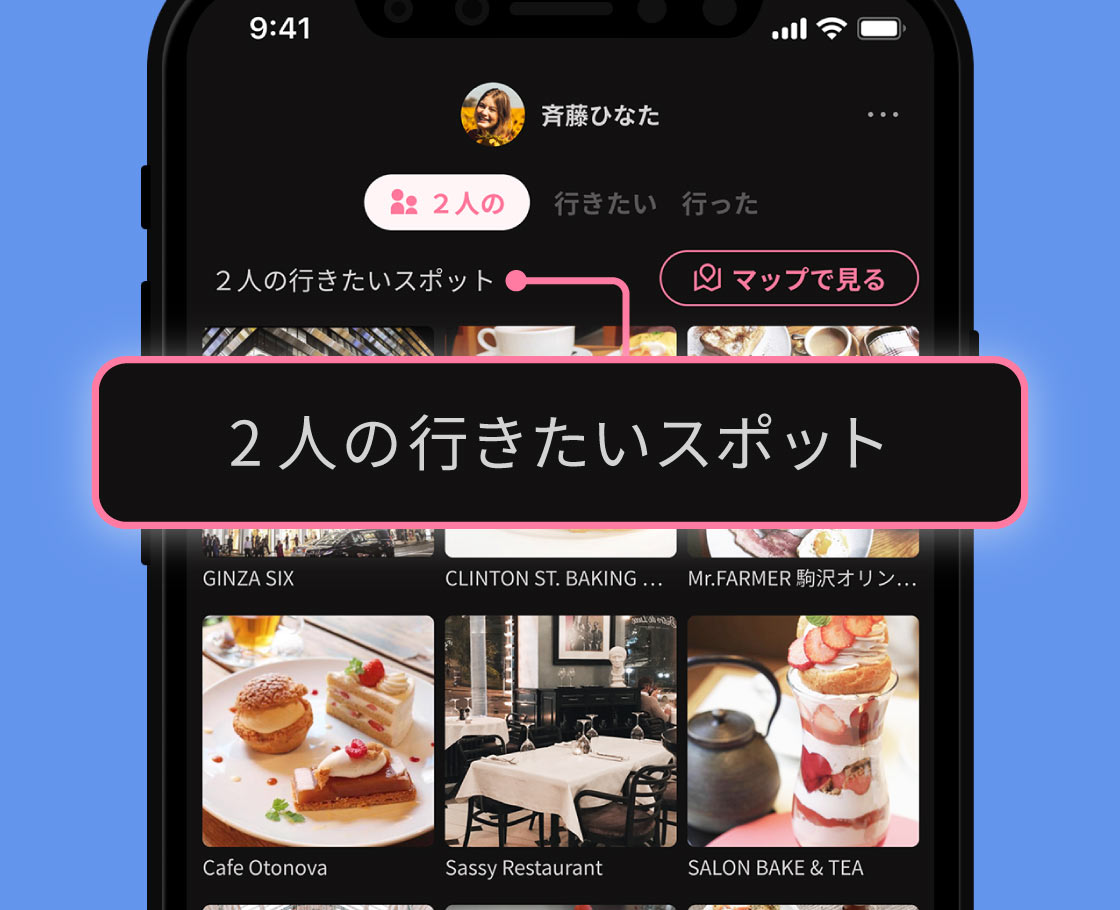 9:41
斉藤ひなた
２人の
行きたい
行った
２人の行きたいスポット
マップで見る
２人の行きたいスポット
GINZA SIX
CLINTON ST. BAKING …
Mr.FARMER 駒沢オリン…
Cafe Otonova
Sassy Restaurant
SALON BAKE & TEA